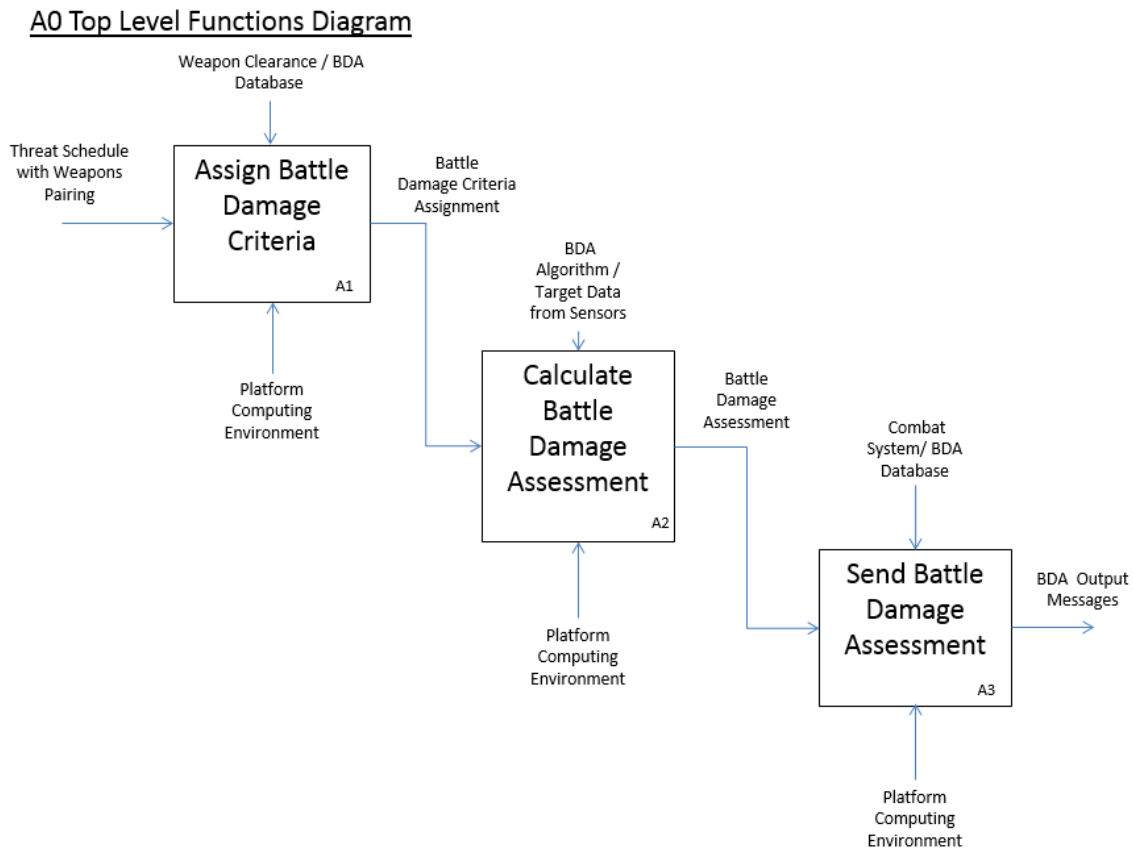 A0 Top Level Functions Diagram
Weapon Clearance / BDA
Database
Threat Schedule
with Weapons
Pairing
Assign Battle
Damage
Criteria
A1
Battle
Damage Criteria
Assignment
Platform
Computing
Environment
BDA
Algorithm /
Target Data
from Sensors
Calculate
Battle
Damage
Assessment
A2
Battle
Damage
Assessment
Platform
Computing
Environment
Combat
System/ BDA
Database
Send Battle
Damage
Assessment
A3
BDA Output
Messages
Platform
Computing
Environment